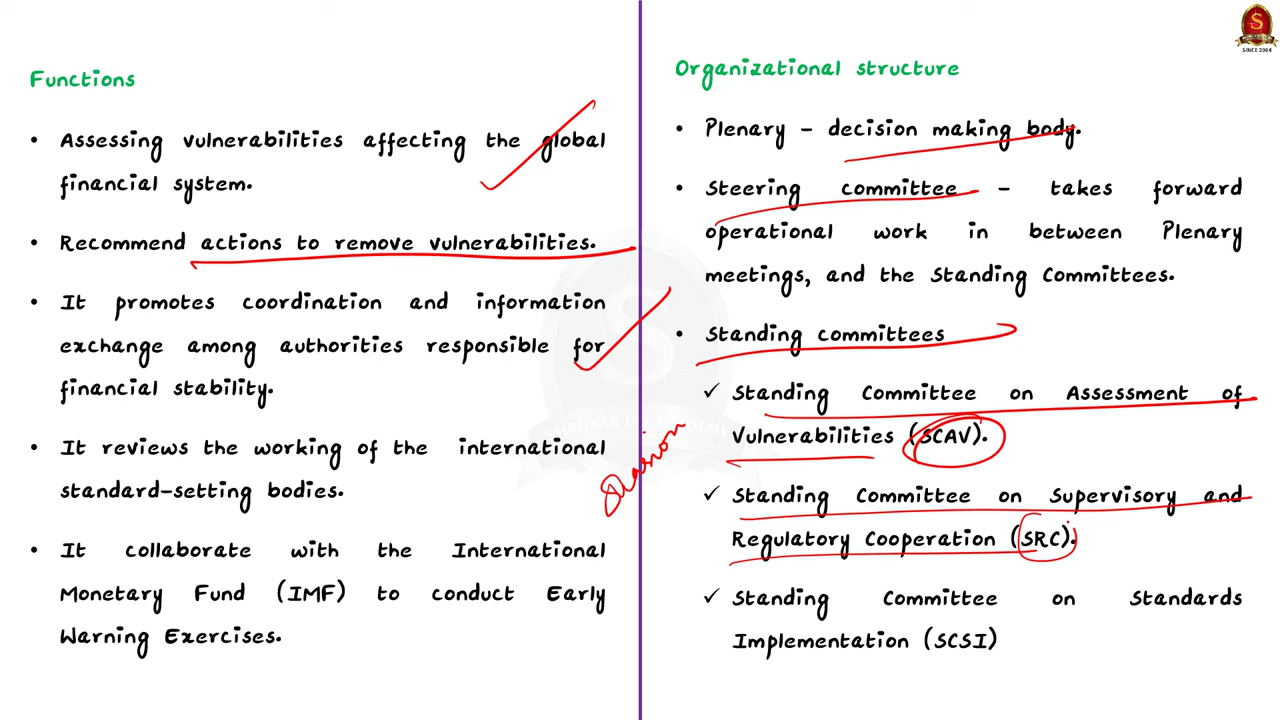 Functions
• Assessing vulnerabilities affecting the global
financial system.
• Recommend actions to remove vulnerabilities.
• It promotes coordination and information
exchange among authorities responsible for
financial stability.
• It reviews the working of the international
standard-setting bodies.
• It collaborate with the International
Monetary Fund (IMF) to conduct Early
Warning Exercises.
Organizational structure
• Plenary - decision making body.
• Steering committee - takes forward
operational work in between Plenary
meetings, and the Standing Committees.
• Standing committees
✓ Standing Committee on Assessment of
Vulnerabilities (SCAV).
✓ Standing Committee on Supervisory and
Regulatory Cooperation (SRC).
✓ Standing Committee on Standards
Implementation (SCSI)
S
SINCE 2004